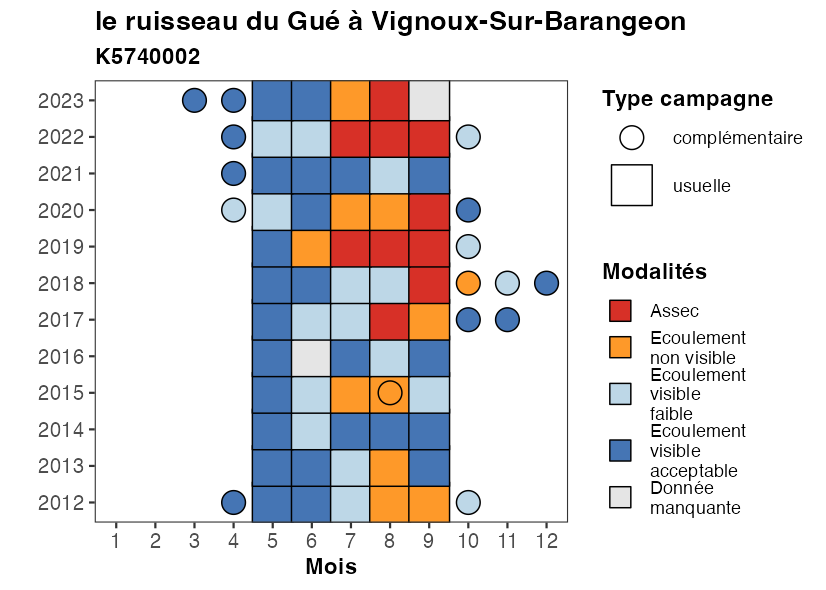 le ruisseau du Gué à Vignoux-Sur-Barangeon
K5740002
2023
2022
2021
2020
2019
2018
2017
2016
2015
2014
2013
2012
1 2 3 4 5 6 7 8 9 10 11 12
Mois
Type campagne
complémentaire
usuelle
Modalités
Assec
Ecoulement
non visible
Ecoulement
visible
faible
Ecoulement
visible
acceptable
Donnée
manquante